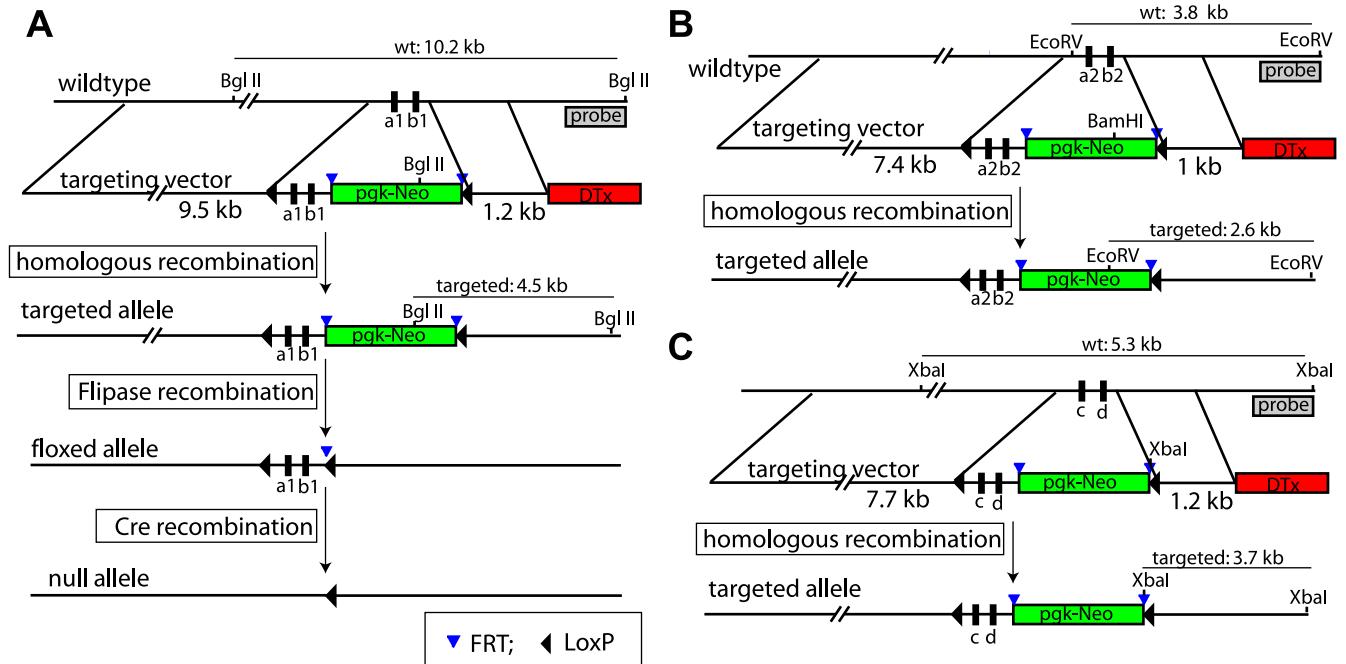 A
wt: 10.2 kb
wildtype
Bgl II
Bgl II
a1 b1
probe
targeting vector
Bgl II
pgk-Neo
DTx
9.5 kb
a1 b1
1.2 kb
homologous recombination
targeted: 4.5 kb
targeted allele
Bgl II
Bgl II
pgk-Neo
a1 b1
Flipase recombination
floxed allele
a1 b1
Cre recombination
null allele
FRT; LoxP
B
wt: 3.8 kb
EcoRV
EcoRV
wildtype
a2 b2
probe
targeting vector
BamHI
pgk-Neo
DTx
7.4 kb
a2 b2
1 kb
homologous recombination
targeted: 2.6 kb
targeted allele
EcoRV
EcoRV
pgk-Neo
a2 b2
C
wt: 5.3 kb
XbaI
XbaI
c d
probe
targeting vector
XbaI
pgk-Neo
DTx
7.7 kb
c d
1.2 kb
homologous recombination
targeted: 3.7 kb
targeted allele
XbaI
XbaI
pgk-Neo
c d